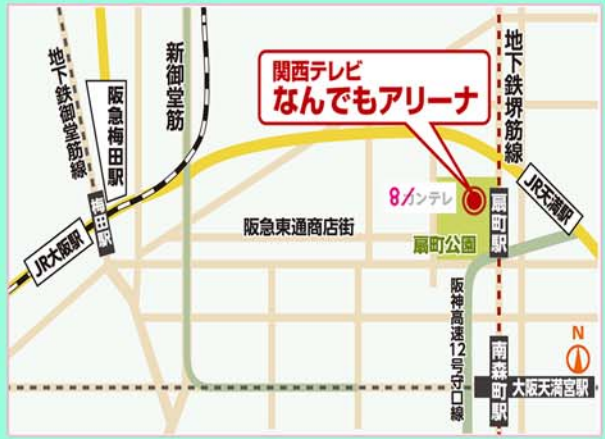 地下鉄御堂筋線
阪急梅田駅
新御堂筋
関西テレビ
なんでもアリーナ
地下鉄堺筋線
JR天満駅
梅田駅
JR大阪駅
8カンテレ
阪急東通商店街
扇町公園
扇町駅
阪神高速12号守口線
N
南森町駅
大阪天満宮駅